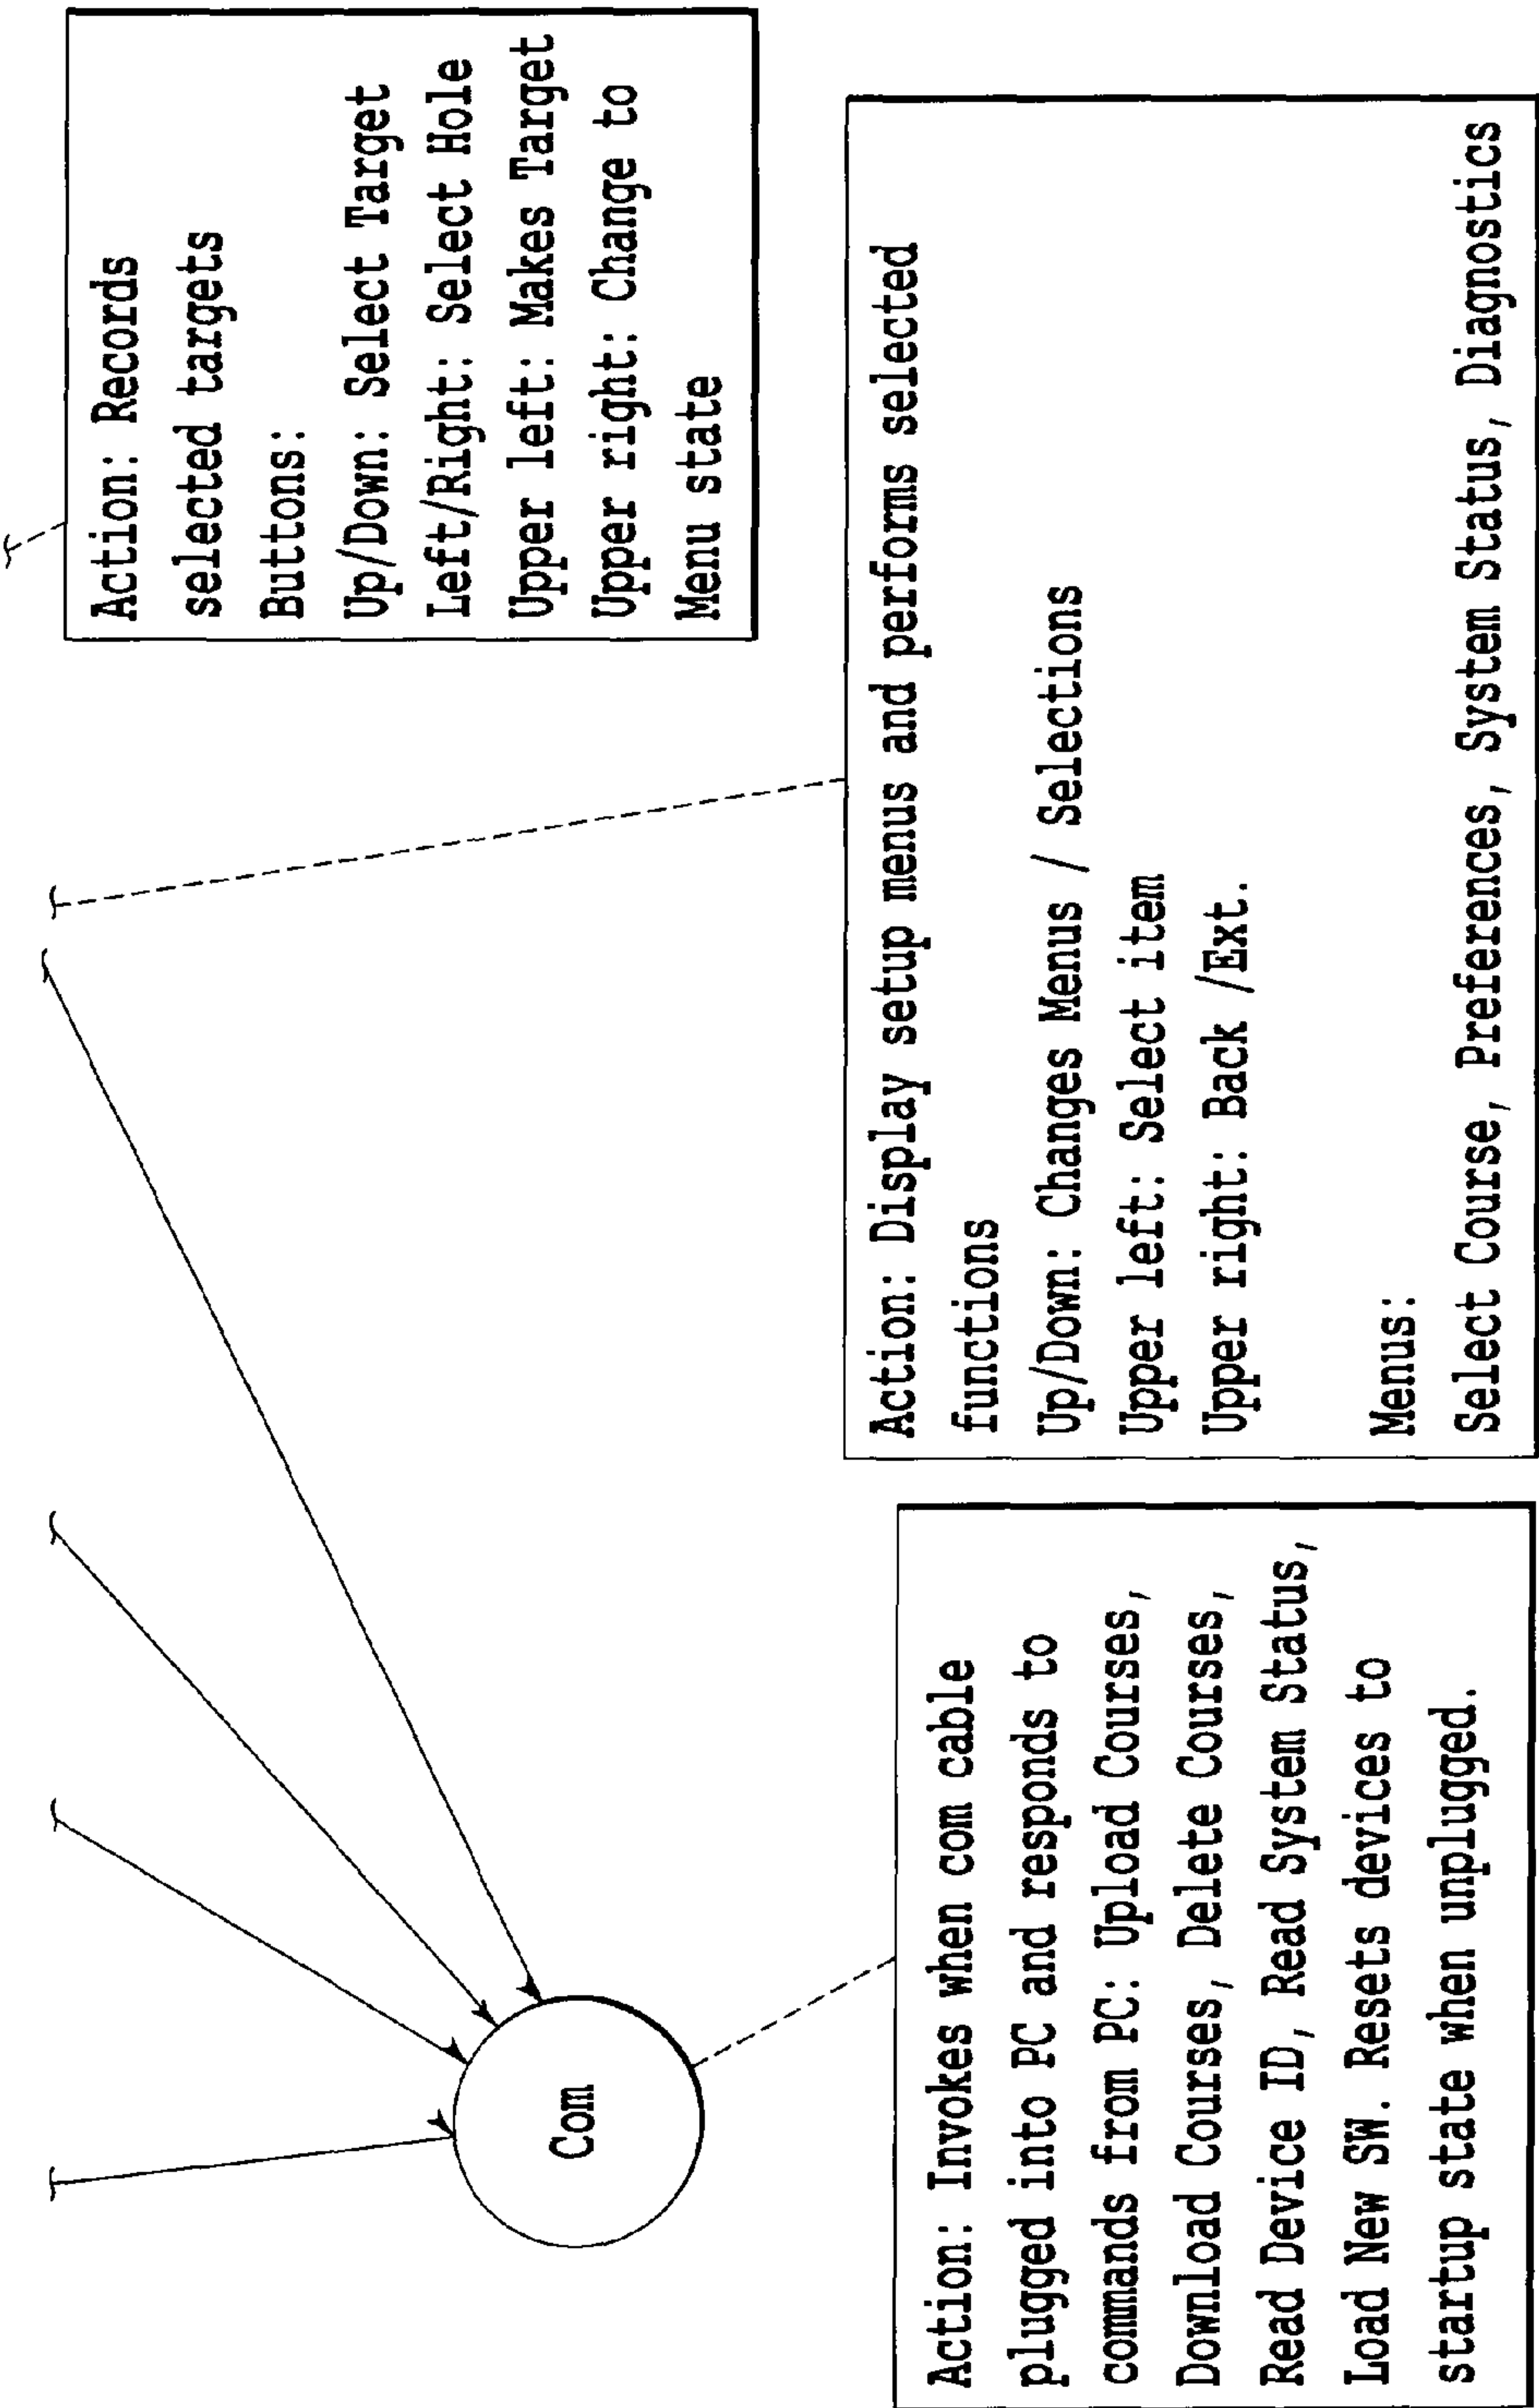 Com
Action: Invokes when com cable
plugged into PC and responds to
commands from PC: Upload Courses,
Download Courses, Delete Courses,
Read Device ID, Read System Status,
Load New SW. Resets devices to
startup state when unplugged.
Action: Display setup menus and performs selected
functions
Up/Down: Changes Menus / Selections
Upper left: Select item
Upper right: Back /Ext.
Menus:
Select Course, Preferences, System Status, Diagnostics
Action: Records
selected targets
Buttons:
Up/Down: Select Target
Left/Right: Select Hole
Upper left: Makes Target
Upper right: Change to
Menu state